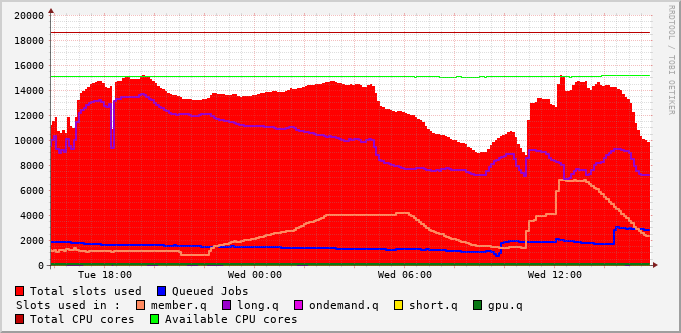 20000
18000
16000
14000
12000
10000
8000
6000
4000
2000
0
Tue 18:00 Wed 00:00 Wed 06:00 Wed 12:00
RRDTOOL / TOBI OETIKER
Total slots used Queued Jobs
Slots used in : member.q long.q ondemand.q short.q gpu.q
Total CPU cores Available CPU cores